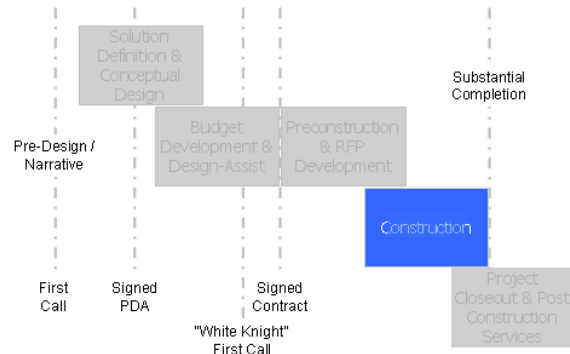 Solution
Definition &
Conceptual
Design
Substantial
Completion
Pre-Design /
Narrative
Budget
Development &
Design-Assist
Preconstruction
& RFP
Development
Construction
First
Call
Signed
PDA
Signed
Contract
"White Knight"
First Call
Project
Closeout & Post
Construction
Services